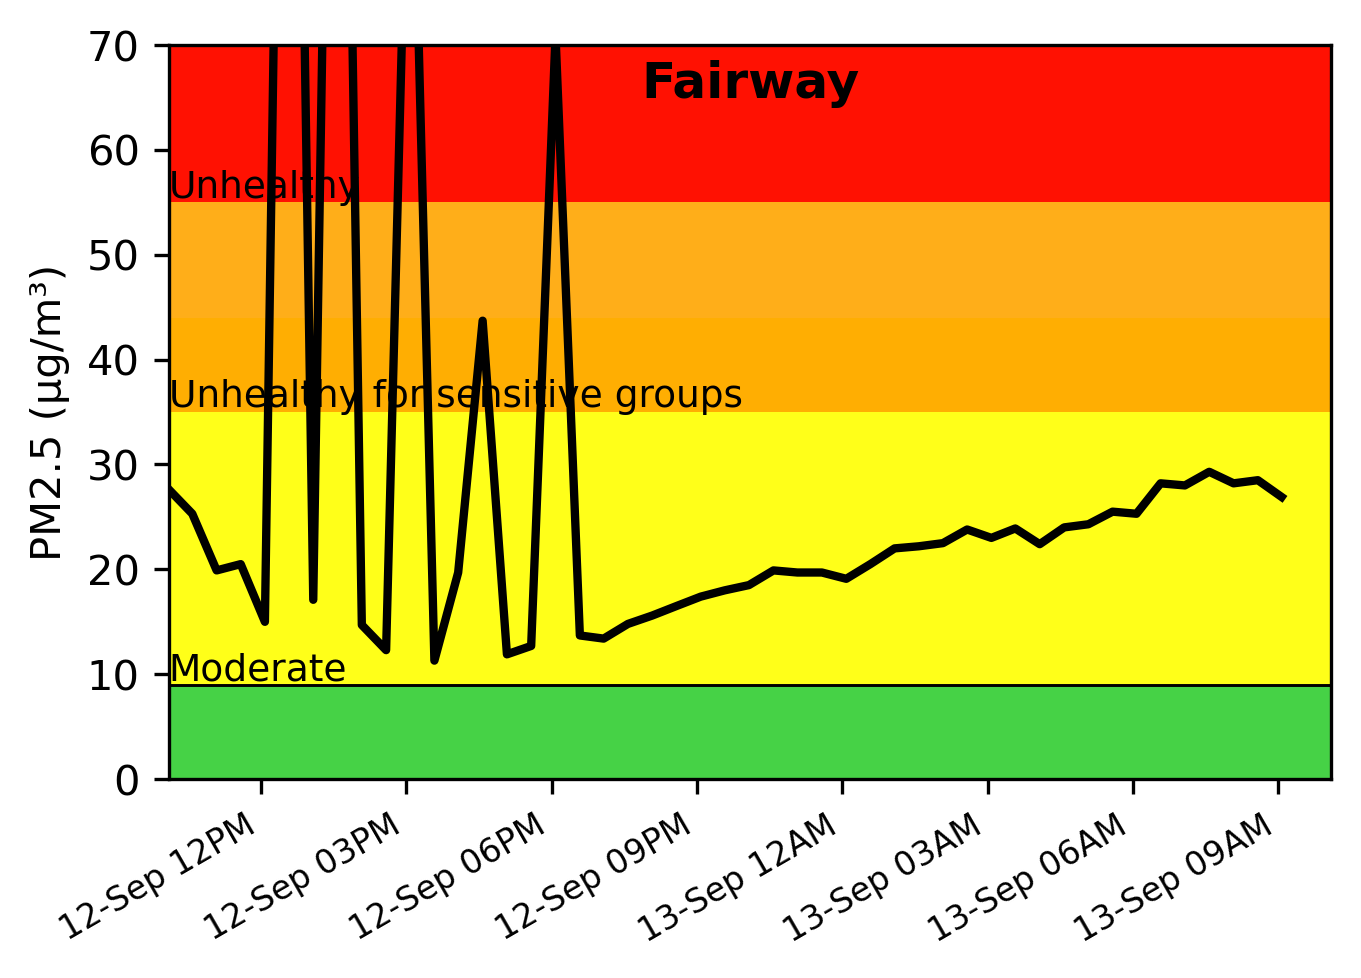 Fairway
70
60
50
40
30
20
10
0
PM2.5 (µg/m³)
Unhealthy
Unhealthy for sensitive groups
Moderate
12-Sep 12PM
12-Sep 03PM
12-Sep 06PM
12-Sep 09PM
13-Sep 12AM
13-Sep 03AM
13-Sep 06AM
13-Sep 09AM